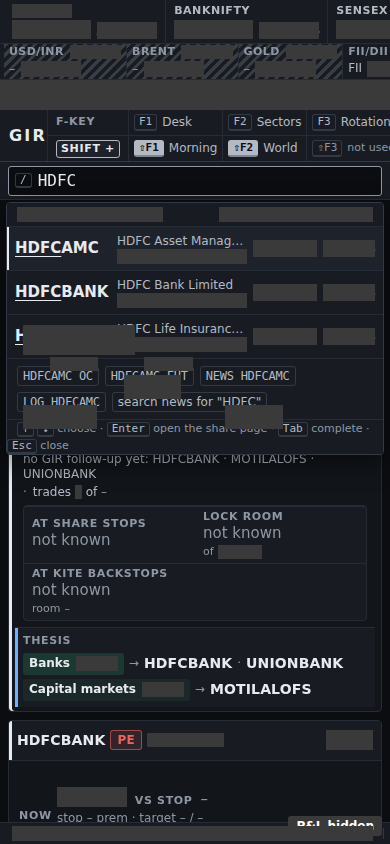 BANKNIFTY SENSEX
USD/INR BRENT GOLD FII/DII
– – – FII
GIR F-KEY F1 Desk F2 Sectors F3 Rotation
SHIFT + ⇧F1 Morning ⇧F2 World ⇧F3
/ HDFC
HDFCAMC HDFC Asset Manag…
HDFCBANK HDFC Bank Limited
HDFC Life Insuranc…
HDFCAMC OC NEWS HDFCAMC
LOG HDFCAMC search news for "HDFC"
choose · Enter open the share page · Tab complete ·
Esc close
no GIR follow-up yet: HDFCBANK · MOTILALOFS ·
UNIONBANK
· trades of –
AT SHARE STOPS
not known
LOCK ROOM
not known
of
AT KITE BACKSTOPS
not known
room –
THESIS
Banks → HDFCBANK · UNIONBANK
Capital markets → MOTILALOFS
HDFCBANK PE
NOW VS STOP –
stop – prem · target – / –
P&L hidden